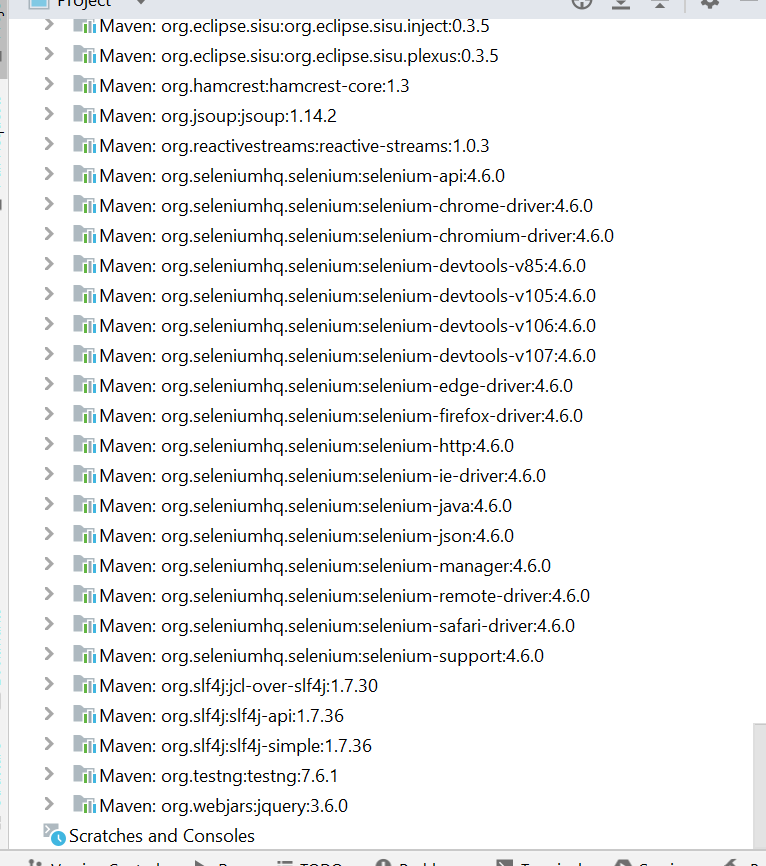 Project
Maven: org.eclipse.sisu:org.eclipse.sisu.inject:0.3.5
Maven: org.eclipse.sisu:org.eclipse.sisu.plexus:0.3.5
Maven: org.hamcrest:hamcrest-core:1.3
Maven: org.jsoup:jsoup:1.14.2
Maven: org.reactivestreams:reactive-streams:1.0.3
Maven: org.seleniumhq.selenium:selenium-api:4.6.0
Maven: org.seleniumhq.selenium:selenium-chrome-driver:4.6.0
Maven: org.seleniumhq.selenium:selenium-chromium-driver:4.6.0
Maven: org.seleniumhq.selenium:selenium-devtools-v85:4.6.0
Maven: org.seleniumhq.selenium:selenium-devtools-v105:4.6.0
Maven: org.seleniumhq.selenium:selenium-devtools-v106:4.6.0
Maven: org.seleniumhq.selenium:selenium-devtools-v107:4.6.0
Maven: org.seleniumhq.selenium:selenium-edge-driver:4.6.0
Maven: org.seleniumhq.selenium:selenium-firefox-driver:4.6.0
Maven: org.seleniumhq.selenium:selenium-http:4.6.0
Maven: org.seleniumhq.selenium:selenium-ie-driver:4.6.0
Maven: org.seleniumhq.selenium:selenium-java:4.6.0
Maven: org.seleniumhq.selenium:selenium-json:4.6.0
Maven: org.seleniumhq.selenium:selenium-manager:4.6.0
Maven: org.seleniumhq.selenium:selenium-remote-driver:4.6.0
Maven: org.seleniumhq.selenium:selenium-safari-driver:4.6.0
Maven: org.seleniumhq.selenium:selenium-support:4.6.0
Maven: org.slf4j:jcl-over-slf4j:1.7.30
Maven: org.slf4j:slf4j-api:1.7.36
Maven: org.slf4j:slf4j-simple:1.7.36
Maven: org.testng:testng:7.6.1
Maven: org.webjars:jquery:3.6.0
Scratches and Consoles